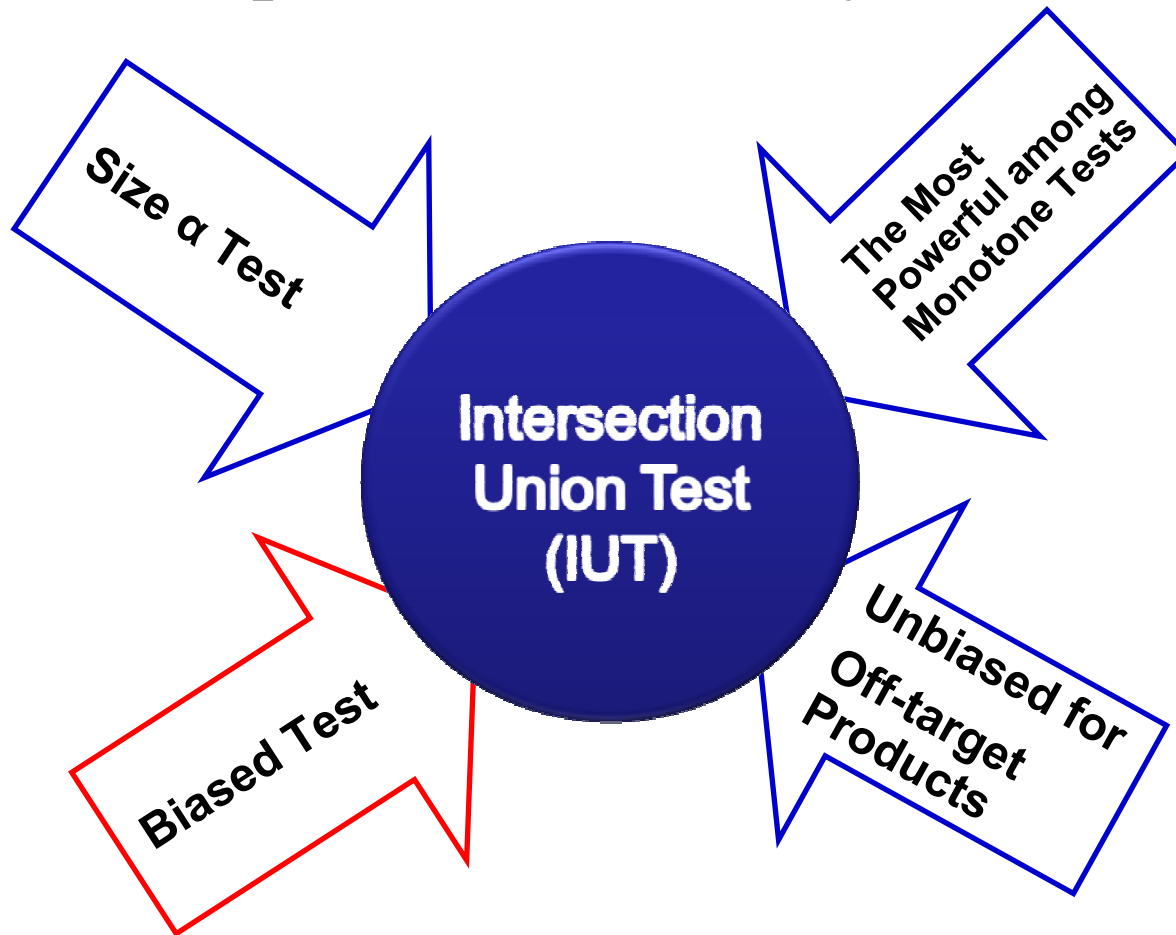 Size α Test
The Most
Powerful among
Monotone Tests
Intersection
Union Test
(IUT)
Biased Test
Unbiased for
Off-target
Products